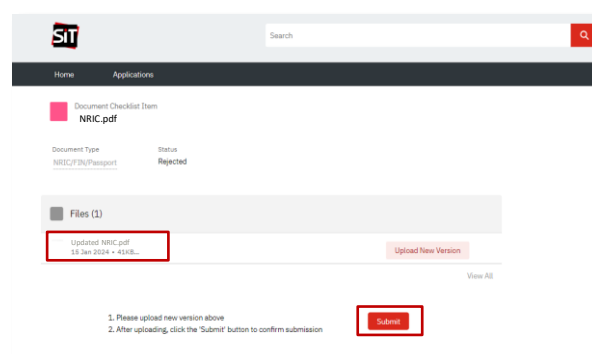 SiT
Search
Home Applications
Document Checklist Item
NRIC.pdf
Document Type Status
NRIC/FIN/Passport Rejected
Files (1)
Updated NRIC.pdf
15 Jan 2024 • 41KB...
Upload New Version
View All
1. Please upload new version above
2. After uploading, click the 'Submit' button to confirm submission
Submit